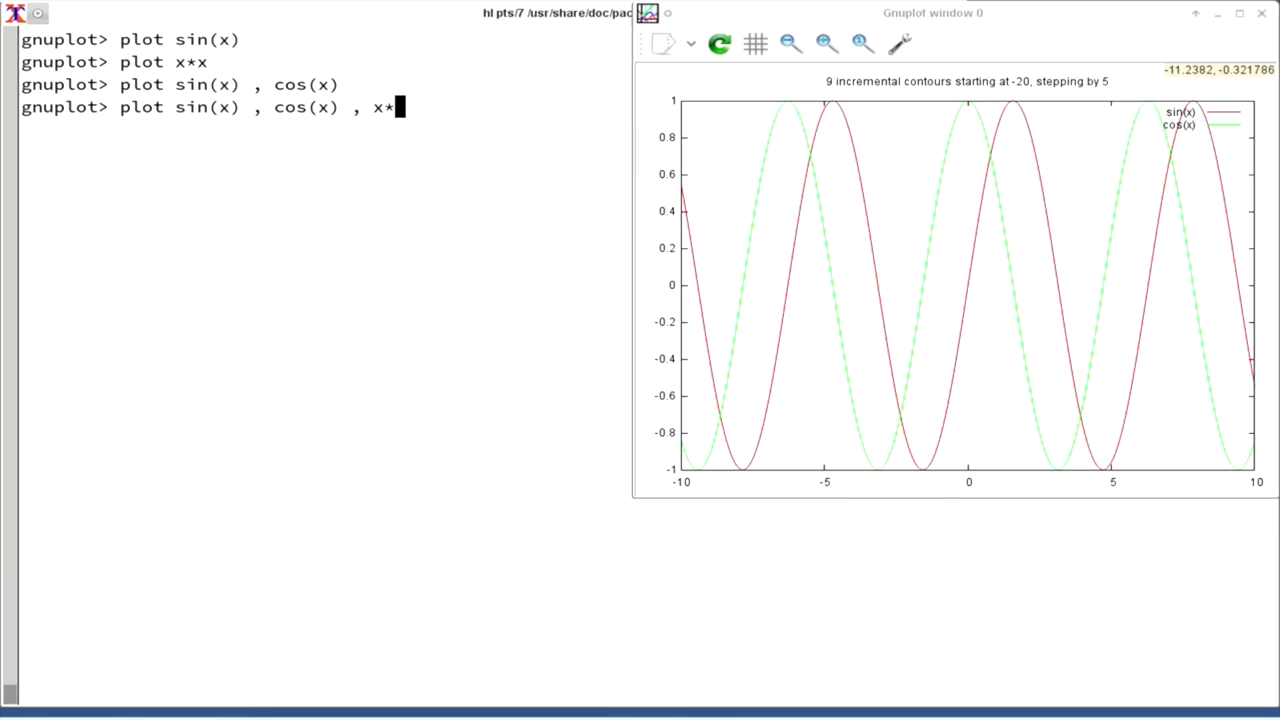 hl pts/7 /usr/share/doc/pac
Gnuplot window 0
gnuplot> plot sin(x)
gnuplot> plot x*x
gnuplot> plot sin(x) , cos(x)
gnuplot> plot sin(x) , cos(x) , x*
-11.2382, -0.321786
9 incremental contours starting at -20, stepping by 5
sin(x)
cos(x)
1
0.8
0.6
0.4
0.2
0
-0.2
-0.4
-0.6
-0.8
-1
-10 -5 0 5 10